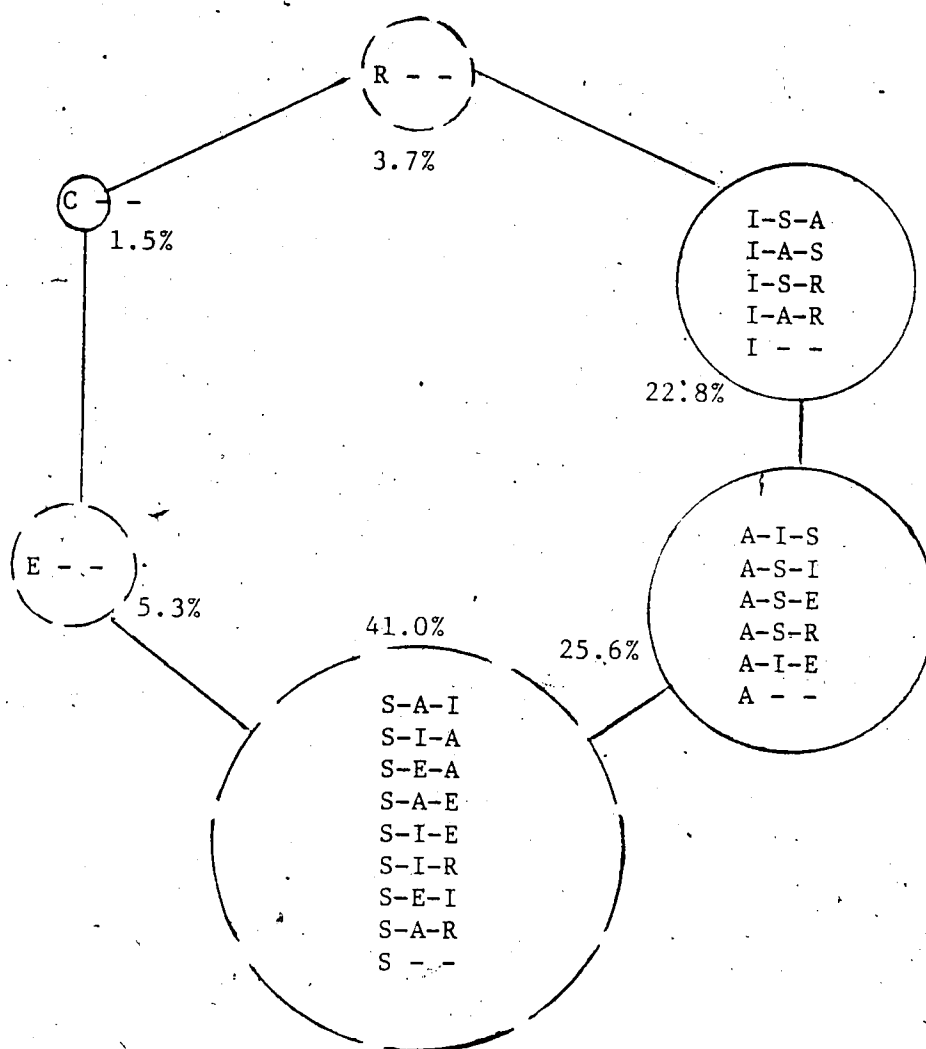 R - -
3.7%
C - -
1.5%
I-S-A
I-A-S
I-S-R
I-A-R
I - -
22.8%
A-I-S
A-S-I
A-S-E
A-S-R
A-I-E
A - -
25.6%
E - -
5.3%
41.0%
S-A-I
S-I-A
S-E-A
S-A-E
S-I-E
S-I-R
S-E-I
S-A-R
S - -